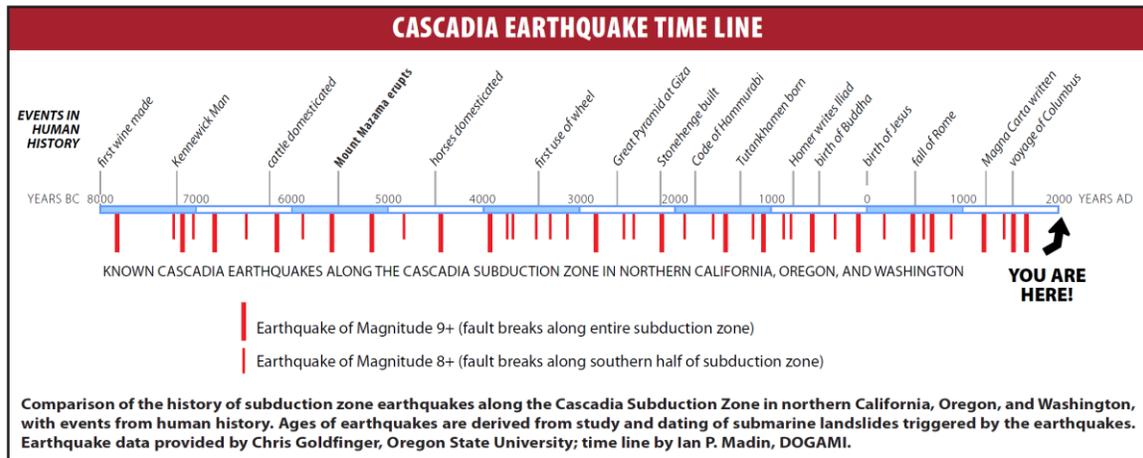 CASCADIA EARTHQUAKE TIME LINE
EVENTS IN
HUMAN
HISTORY
first wine made
Kennewick Man
cattle domesticated
Mount Mazama erupts
horses domesticated
first use of wheel
Great Pyramid at Giza
Stonehenge built
Code of Hammurabi
Tutankhamen born
Homer writes Iliad
birth of Buddha
birth of Jesus
fall of Rome
Magna Carta written
voyage of Columbus
YEARS BC 8000 7000 6000 5000 4000 3000 2000 1000 0 1000 2000 YEARS AD
KNOWN CASCADIA EARTHQUAKES ALONG THE CASCADIA SUBDUCTION ZONE IN NORTHERN CALIFORNIA, OREGON, AND WASHINGTON
YOU ARE
HERE!
Earthquake of Magnitude 9+ (fault breaks along entire subduction zone)
Earthquake of Magnitude 8+ (fault breaks along southern half of subduction zone)
Comparison of the history of subduction zone earthquakes along the Cascadia Subduction Zone in northern California, Oregon, and Washington,
with events from human history. Ages of earthquakes are derived from study and dating of submarine landslides triggered by the earthquakes.
Earthquake data provided by Chris Goldfinger, Oregon State University; time line by Ian P. Madin, DOGAMI.